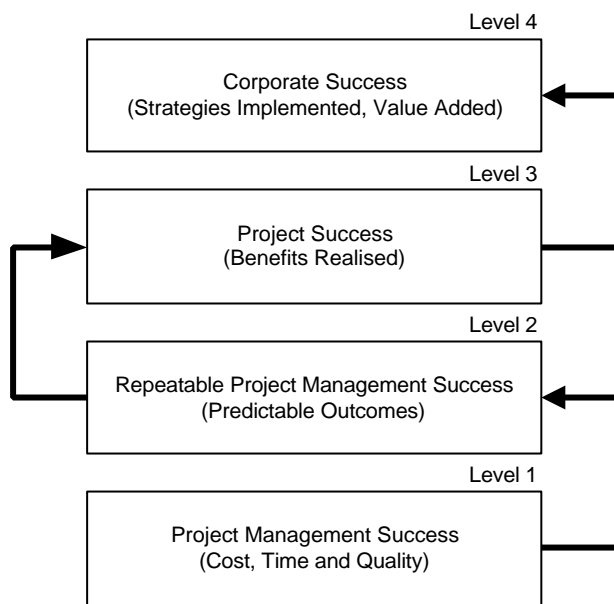 Level 4
Corporate Success
(Strategies Implemented, Value Added)
Level 3
Project Success
(Benefits Realised)
Level 2
Repeatable Project Management Success
(Predictable Outcomes)
Level 1
Project Management Success
(Cost, Time and Quality)